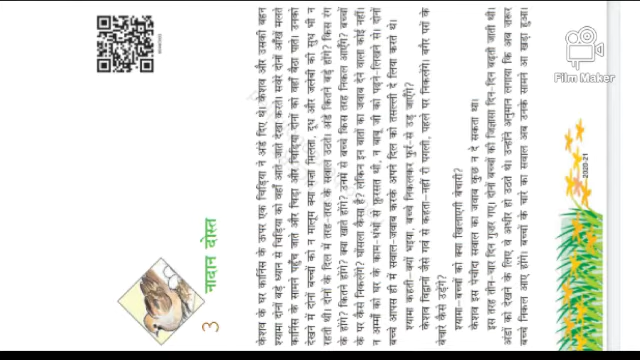 3
नादान दोस्त
केशव के घर कार्निस के ऊपर एक चिड़िया ने अंडे दिए थे। केशव और उसकी बहन
श्यामा दोनों बड़े ध्यान से चिड़िया को वहाँ आते-जाते देखा करते। सवेरे दोनों आँखें मलते
कार्निस के सामने पहुँच जाते और चिड़ा और चिड़िया दोनों को वहाँ बैठा पाते। उनको
देखने में दोनों बच्चों को न मालूम क्या मज़ा मिलता, दूध और जलेबी की सुध भी न
रहती थी। दोनों के दिल में तरह-तरह के सवाल उठते। अंडे कितने बड़े होंगे? किस रंग
के होंगे? कितने होंगे? क्या खाते होंगे? उनमें से बच्चे किस तरह निकल आएँगे? बच्चों
के पर कैसे निकलेंगे? घोंसला कैसा है? लेकिन इन बातों का जवाब देने वाला कोई नहीं।
न अम्माँ को घर के काम-धंधों से फ़ुरसत थी, न बाबू जी को पढ़ने-लिखने से। दोनों
बच्चे आपस ही में सवाल-जवाब करके अपने दिल को तसल्ली दे लिया करते थे।
श्यामा कहती—क्यों भइया, बच्चे निकलकर फुर्र-से उड़ जाएँगे?
केशव विद्वानों जैसे गर्व से कहता—नहीं री पगली, पहले पर निकलेंगे। बगैर परों के
बेचारे कैसे उड़ेंगे?
श्यामा—बच्चों को क्या खिलाएगी बेचारी?
केशव इस पेचीदा सवाल का जवाब कुछ न दे सकता था।
इस तरह तीन-चार दिन गुज़र गए। दोनों बच्चों की जिज्ञासा दिन-दिन बढ़ती जाती थी।
अंडों को देखने के लिए वे अधीर हो उठते थे। उन्होंने अनुमान लगाया कि अब ज़रूर
बच्चे निकल आए होंगे। बच्चों के चारे का सवाल अब उनके सामने आ खड़ा हुआ।
2020-21
Film Maker